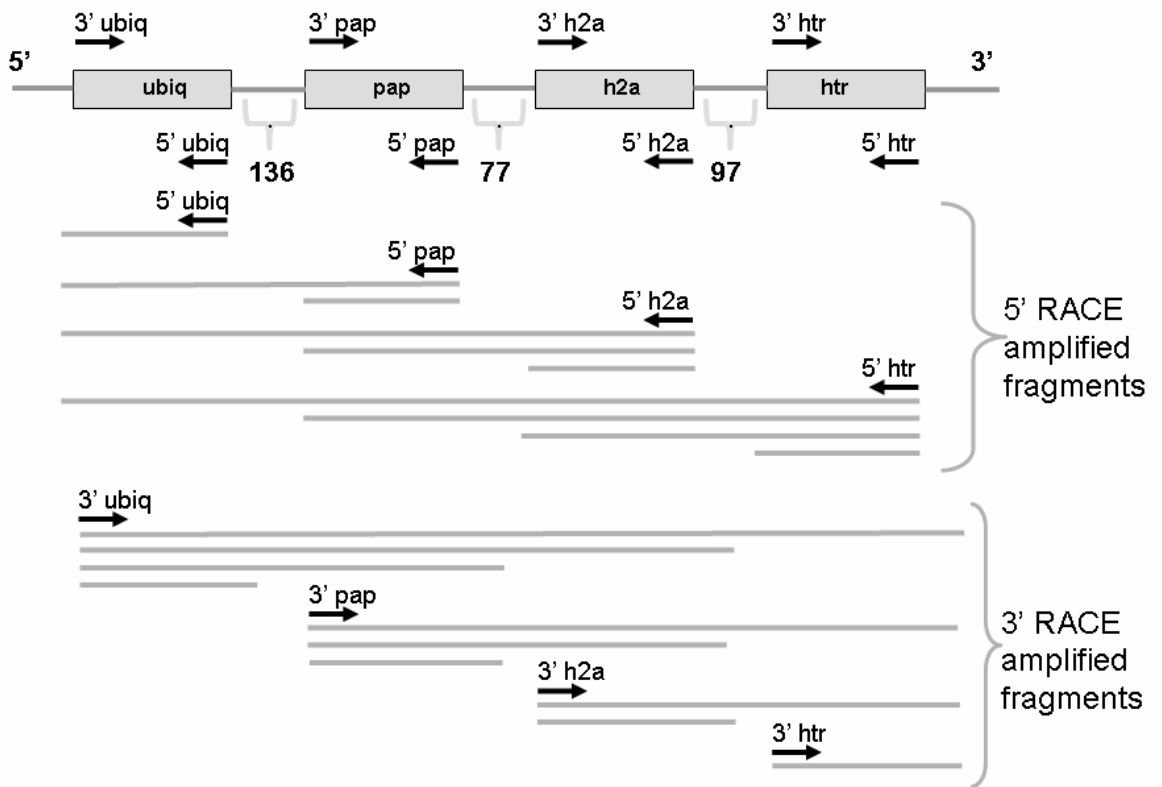 3’ ubiq 3’ pap 3’ h2a 3’ htr
5’ 3’
ubiq pap h2a htr
5’ ubiq 5’ pap 5’ h2a 5’ htr
136 77 97
5’ ubiq
5’ pap
5’ h2a
5’ htr
5’ RACE
amplified
fragments
3’ ubiq
3’ pap
3’ h2a
3’ htr
3’ RACE
amplified
fragments